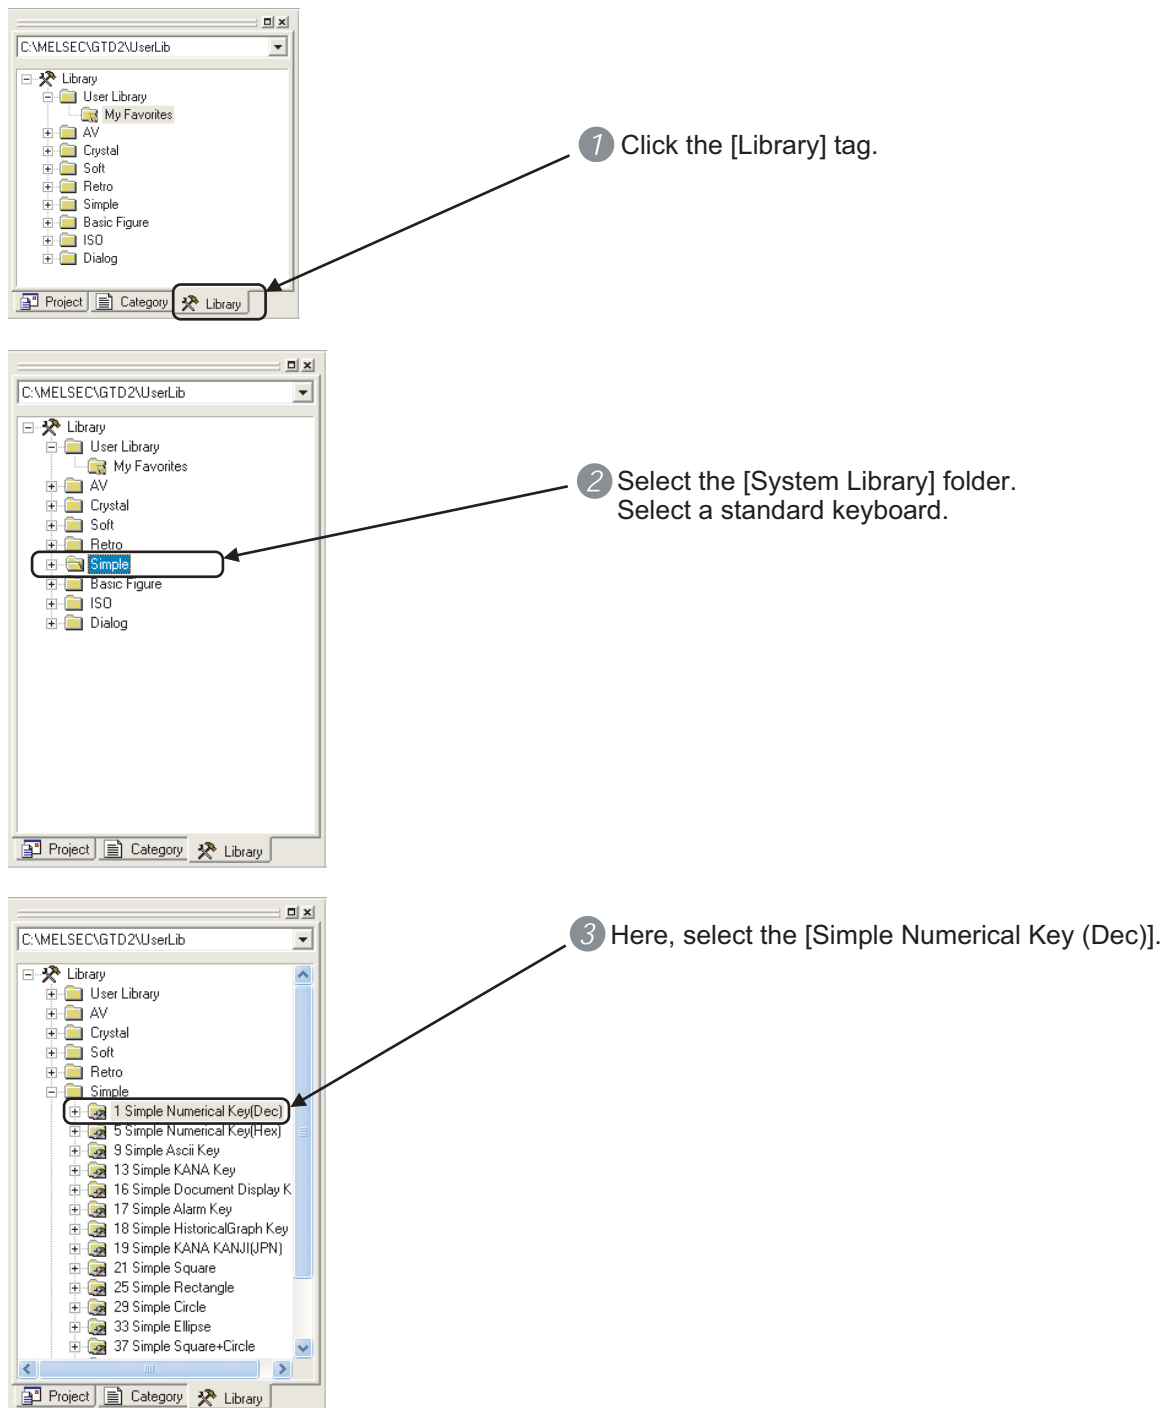 C:\MELSEC\GTD2\UserLib
Library
User Library
My Favorites
AV
Crystal
Soft
Retro
Simple
Basic Figure
ISO
Dialog
Project Category Library
1 Click the [Library] tag.
C:\MELSEC\GTD2\UserLib
Library
User Library
My Favorites
AV
Crystal
Soft
Retro
Simple
Basic Figure
ISO
Dialog
Project Category Library
2 Select the [System Library] folder.
Select a standard keyboard.
C:\MELSEC\GTD2\UserLib
Library
User Library
AV
Crystal
Soft
Retro
Simple
1 Simple Numerical Key(Dec)
5 Simple Numerical Key(Hex)
9 Simple Ascii Key
13 Simple KANA Key
16 Simple Document Display K
17 Simple Alarm Key
18 Simple HistoricalGraph Key
19 Simple KANA KANJI(JPN)
21 Simple Square
25 Simple Rectangle
29 Simple Circle
33 Simple Ellipse
37 Simple Square+Circle
Project Category Library
3 Here, select the [Simple Numerical Key (Dec)].